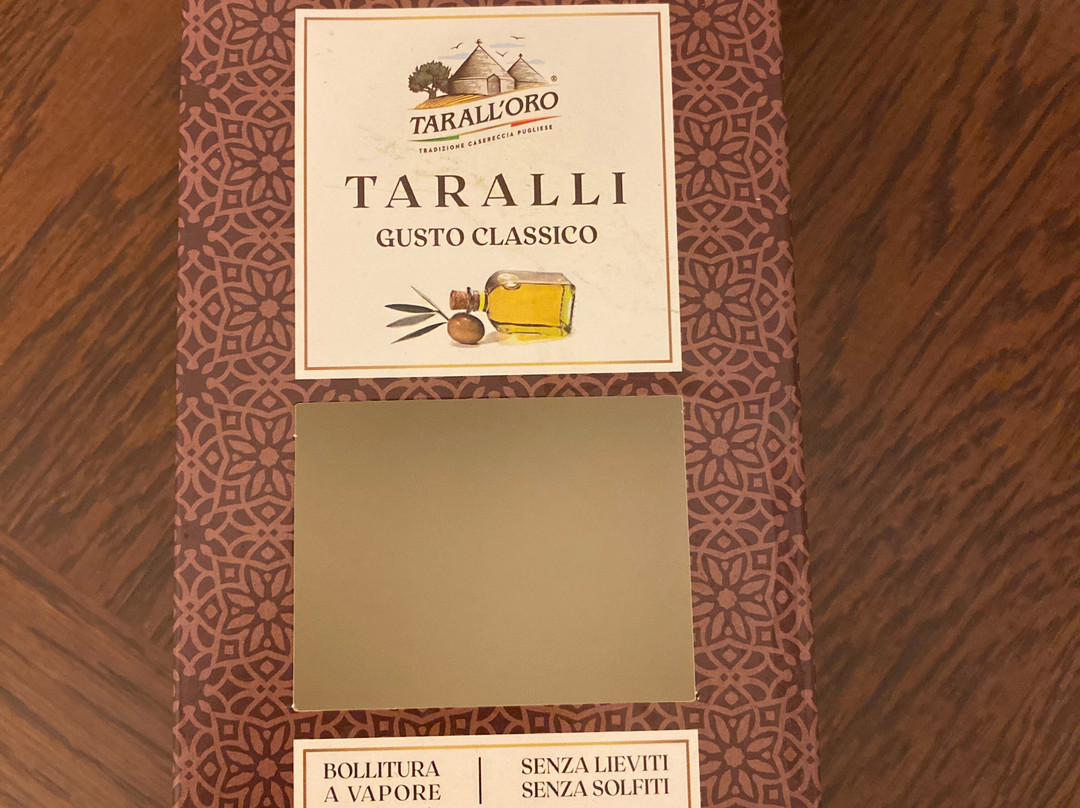 TARALL'ORO
®
TRADIZIONE CASERECCIA PUGLIESE
TARALLI
GUSTO CLASSICO
BOLLITURA
A VAPORE
SENZA LIEVITI
SENZA SOLFITI